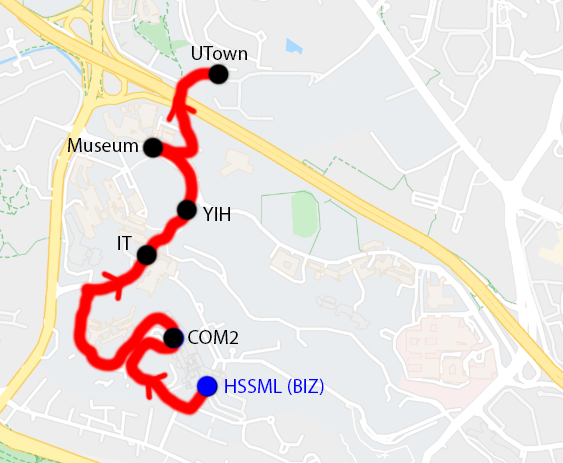 UTown
Museum
YIH
IT
COM2
HSSML (BIZ)